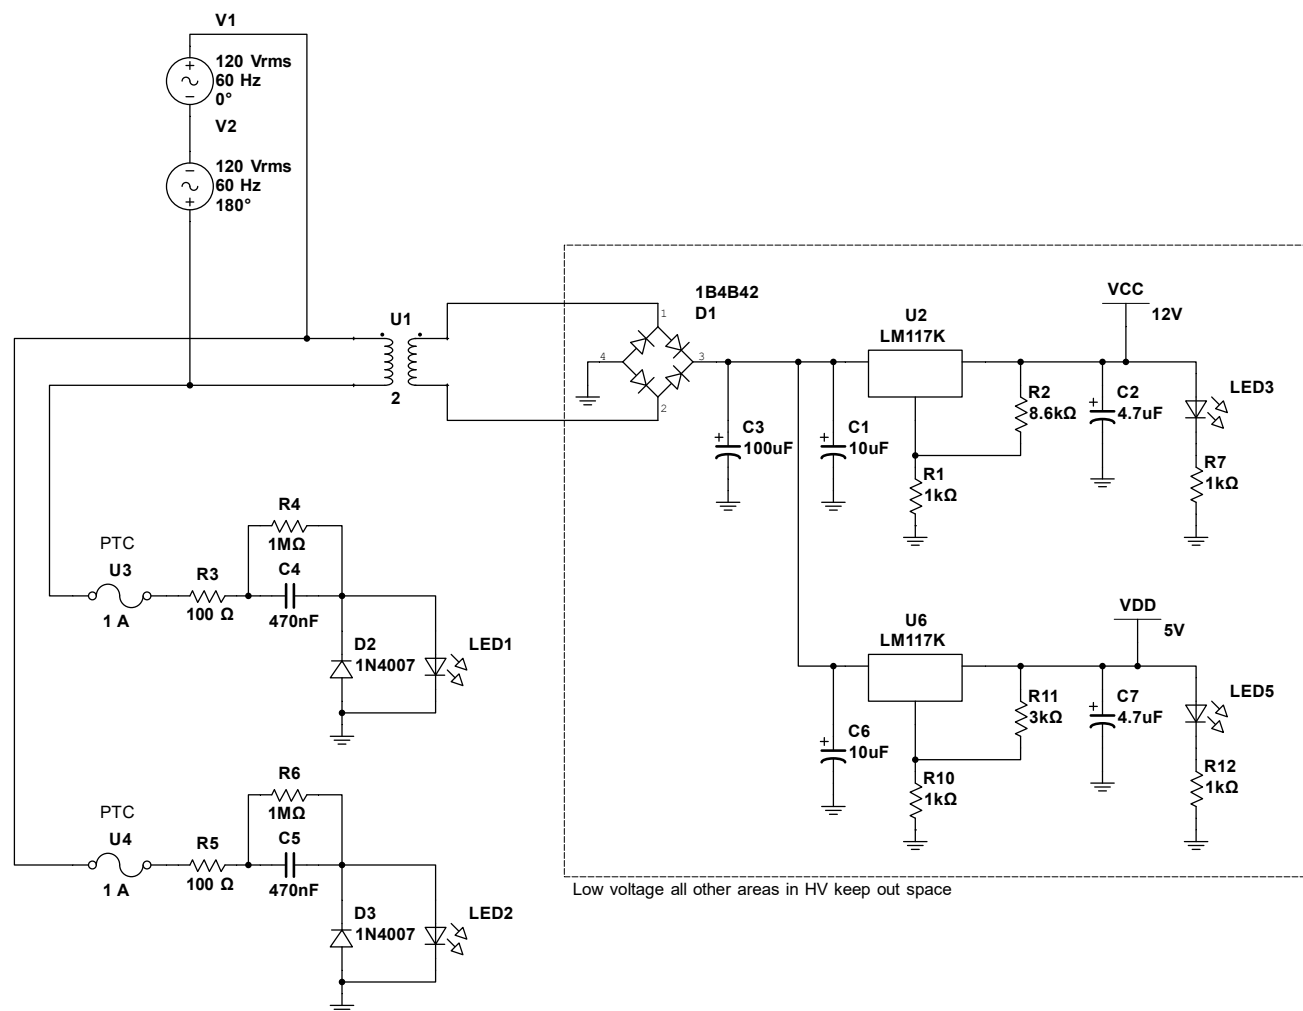 V1
120 Vrms
60 Hz
0°
V2
120 Vrms
60 Hz
180°
U1
2
1B4B42
D1
1
4
3
2
U2
LM117K
VCC
12V
R2
8.6kΩ
C2
4.7uF
LED3
C3
100uF
C1
10uF
R1
1kΩ
R7
1kΩ
R4
1MΩ
PTC
U3
1 A
R3
100 Ω
C4
470nF
D2
1N4007
LED1
U6
LM117K
VDD
5V
R11
3kΩ
C7
4.7uF
LED5
C6
10uF
R10
1kΩ
R12
1kΩ
R6
1MΩ
PTC
U4
1 A
R5
100 Ω
C5
470nF
D3
1N4007
LED2
Low voltage all other areas in HV keep out space